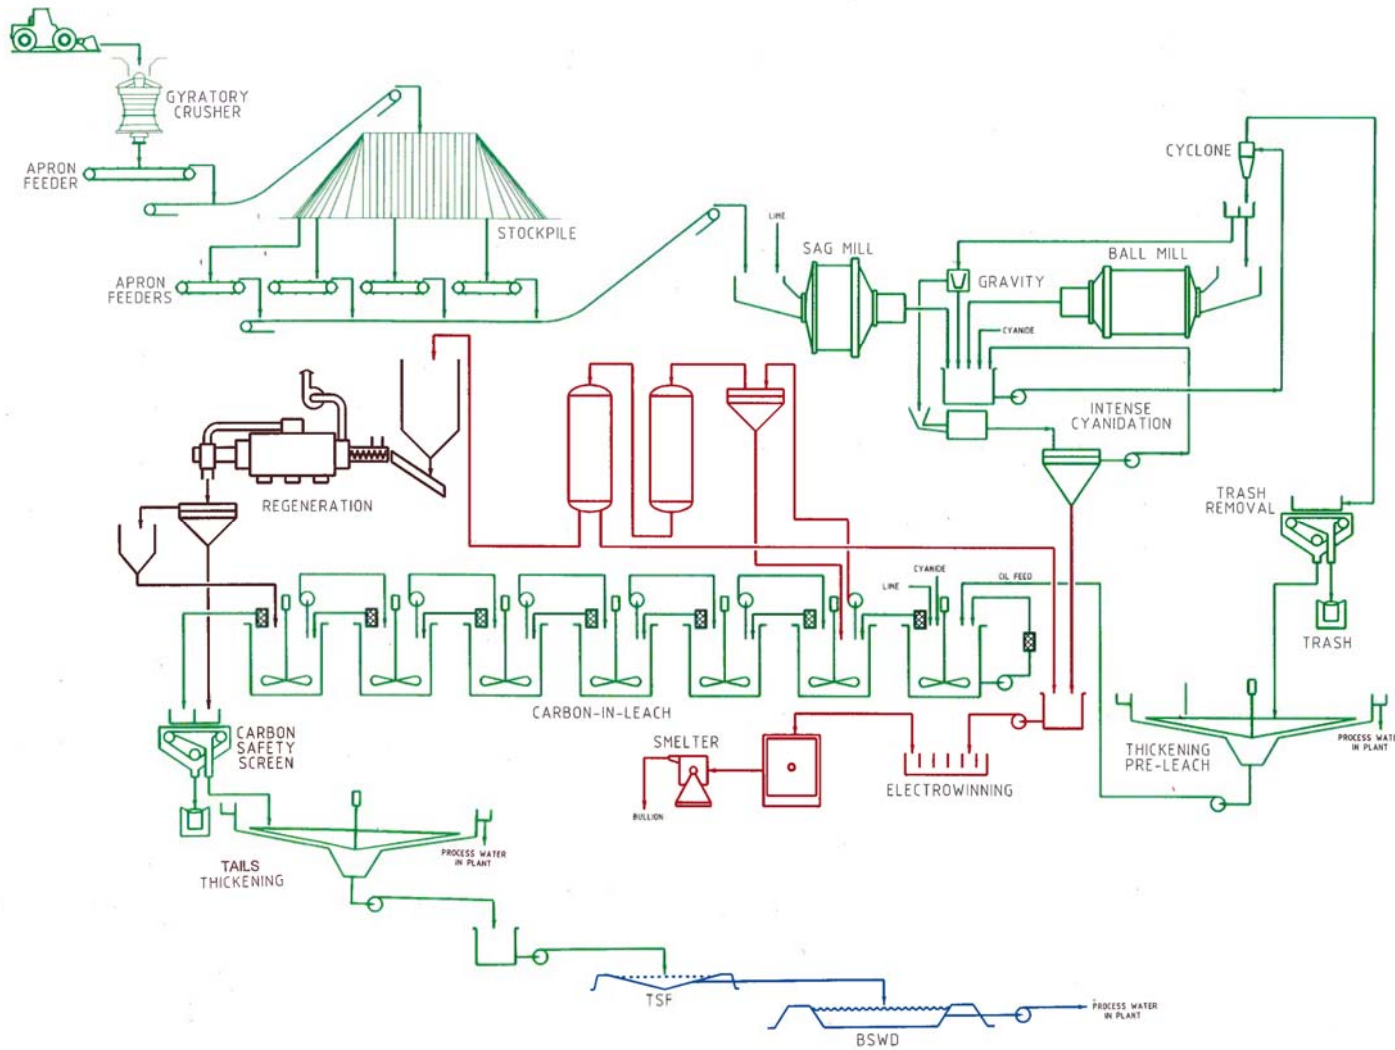 GYRATORY
CRUSHER
APRON
FEEDER
STOCKPILE
APRON
FEEDERS
LIME
SAG MILL
CYCLONE
BALL MILL
GRAVITY
CYANIDE
INTENSE
CYANIDATION
REGENERATION
TRASH
REMOVAL
TRASH
LIME
CYANIDE
OIL FEED
CARBON-IN-LEACH
CARBON
SAFETY
SCREEN
SMELTER
BULLION
ELECTROWINNING
THICKENING
PRE-LEACH
PROCESS WATER
IN PLANT
TAILS
THICKENING
PROCESS WATER
IN PLANT
TSF
BSWD
PROCESS WATER
IN PLANT